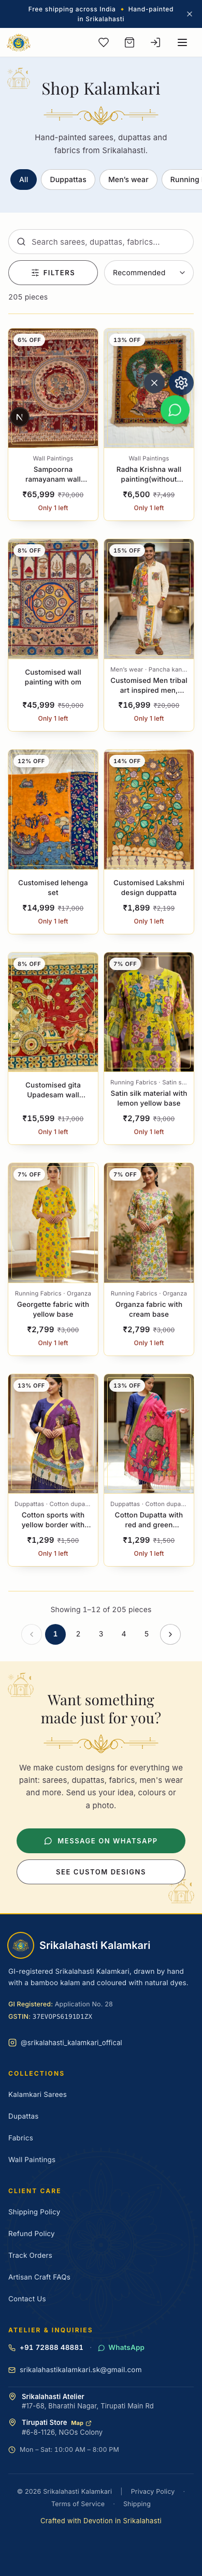 Free shipping across India • Hand-painted
in Srikalahasti
Shop Kalamkari
Hand-painted sarees, dupattas and
fabrics from Srikalahasti.
All
Duppattas
Men's wear
Running
Search sarees, dupattas, fabrics...
FILTERS
Recommended
205 pieces
6% OFF
13% OFF
Wall Paintings
Sampoorna
ramayanam wall...
₹65,999 ₹70,000
Only 1 left
Wall Paintings
Radha Krishna wall
painting(without...
₹6,500 ₹7,499
Only 1 left
8% OFF
15% OFF
Customised wall
painting with om
₹45,999 ₹50,000
Only 1 left
Men's wear · Pancha kan...
Customised Men tribal
art inspired men,...
₹16,999 ₹20,000
Only 1 left
12% OFF
14% OFF
Customised lehenga
set
₹14,999 ₹17,000
Only 1 left
Customised Lakshmi
design duppatta
₹1,899 ₹2,199
Only 1 left
8% OFF
7% OFF
Customised gita
Upadesam wall...
₹15,599 ₹17,000
Only 1 left
Running Fabrics · Satin s...
Satin silk material with
lemon yellow base
₹2,799 ₹3,000
Only 1 left
7% OFF
7% OFF
Running Fabrics · Organza
Georgette fabric with
yellow base
₹2,799 ₹3,000
Only 1 left
Running Fabrics · Organza
Organza fabric with
cream base
₹2,799 ₹3,000
Only 1 left
13% OFF
13% OFF
Duppattas · Cotton dupa...
Cotton sports with
yellow border with...
₹1,299 ₹1,500
Only 1 left
Duppattas · Cotton dupa...
Cotton Dupatta with
red and green...
₹1,299 ₹1,500
Only 1 left
Showing 1–12 of 205 pieces
1 2 3 4 5
Want something
made just for you?
We make custom designs for everything we
paint: sarees, dupattas, fabrics, men's wear
and more. Send us your idea, colours or
a photo.
MESSAGE ON WHATSAPP
SEE CUSTOM DESIGNS
Srikalahasti Kalamkari
GI-registered Srikalahasti Kalamkari, drawn by hand
with a bamboo kalam and coloured with natural dyes.
GI Registered: Application No. 28
GSTIN: 37EVOPS6191D1ZX
@srikalahasti_kalamkari_offical
COLLECTIONS
Kalamkari Sarees
Dupattas
Fabrics
Wall Paintings
CLIENT CARE
Shipping Policy
Refund Policy
Track Orders
Artisan Craft FAQs
Contact Us
ATELIER & INQUIRIES
+91 72888 48881 · WhatsApp
srikalahastikalamkari.sk@gmail.com
Srikalahasti Atelier
#17-68, Bharathi Nagar, Tirupati Main Rd
Tirupati Store Map
#6-8-1126, NGOs Colony
Mon – Sat: 10:00 AM – 8:00 PM
© 2026 Srikalahasti Kalamkari | Privacy Policy ·
Terms of Service · Shipping
Crafted with Devotion in Srikalahasti